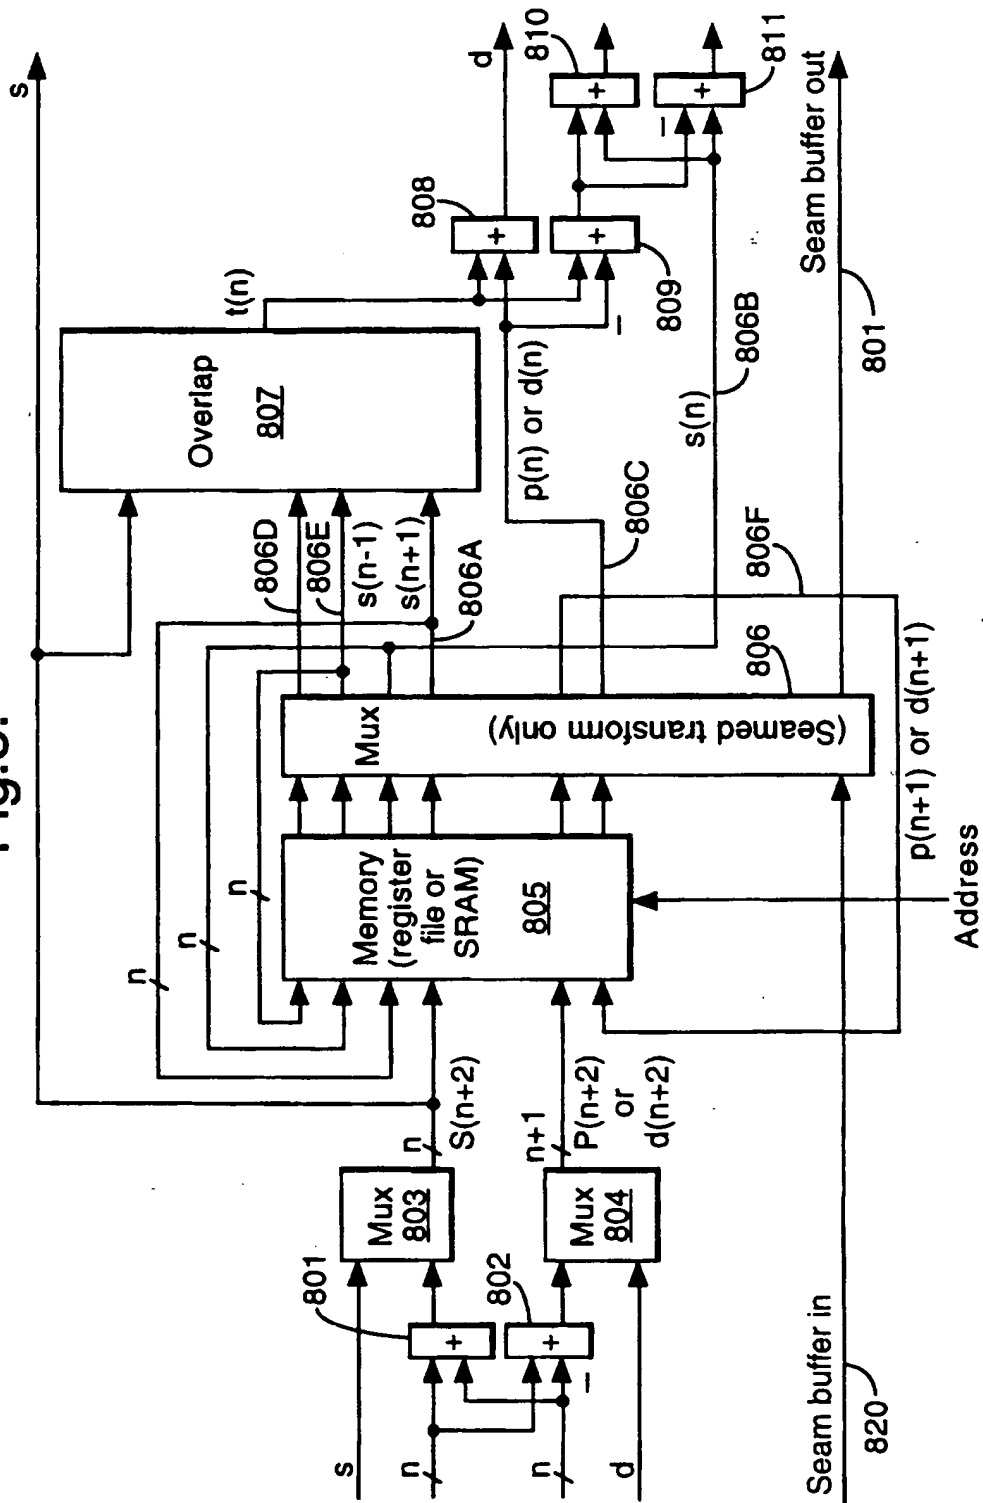 s
s
n
n
d
801
+
802
+
−
Mux
803
Mux
804
n
S(n+2)
n+1
P(n+2)
or
d(n+2)
n
n
n
Memory
(register
file or
SRAM)
805
Address
Mux
(Seamed transform only)
806
806D
806E
s(n-1)
s(n+1)
806A
806C
806F
p(n+1) or d(n+1)
Overlap
807
t(n)
p(n) or d(n)
s(n)
806B
808
+
d
+
809
−
810
+
−
+
811
Seam buffer in
820
801
Seam buffer out